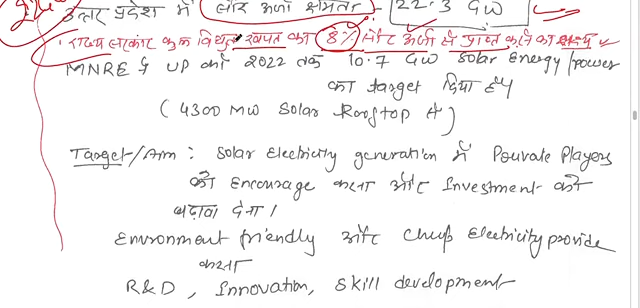 उत्तर प्रदेश में सौर ऊर्जा क्षमता - 22.3 GW
राज्य सरकार कुल विद्युत खपत का 8% सौर ऊर्जा से प्राप्त करने का लक्ष्य
MNRE ने UP को 2022 तक 10.7 GW Solar Energy/power
का target दिया है।
(4300 MW Solar Rooftop से)
Target/Aim : Solar Electricity generation में Pouvate Players
को Encourage करना और Investment को
बढ़ावा देना।
Environment friendly और Cheap Electricity provide
करना
R&D, Innovation, Skill development